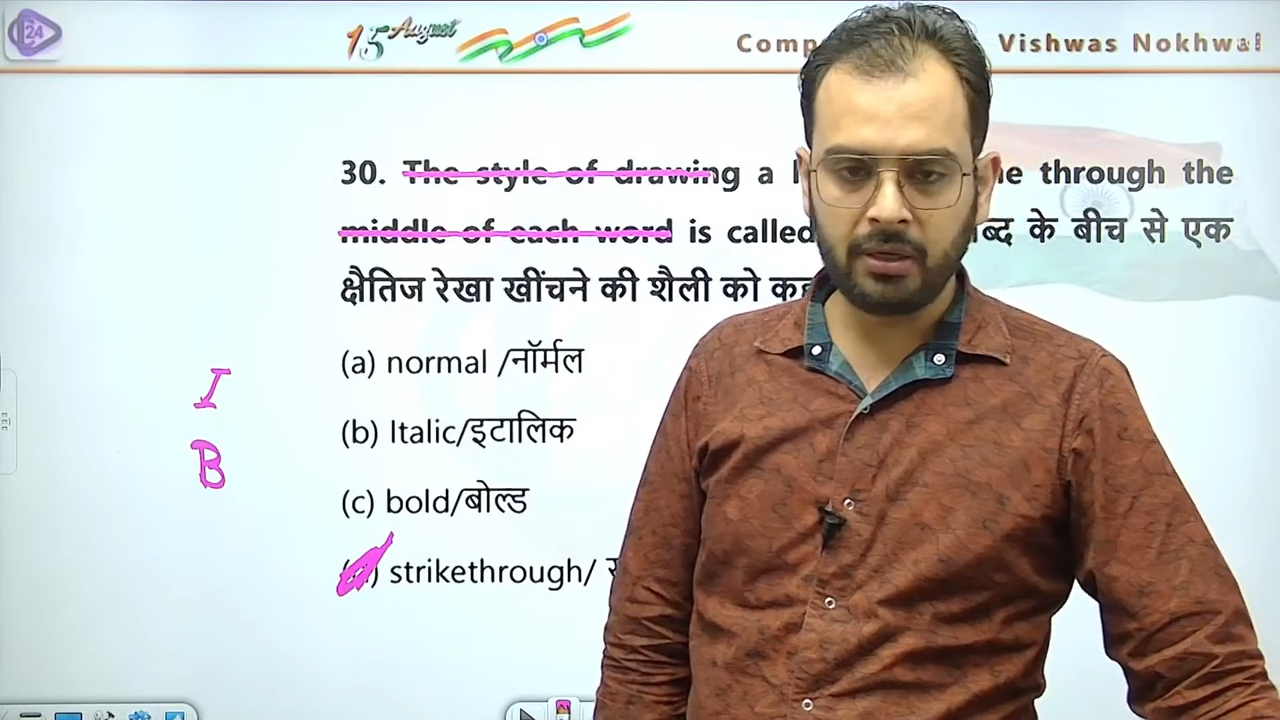 24
15 August
Comp Vishwas Nokhwal
30. The style of drawing a through the
middle of each word is called के बीच से एक
क्षैतिज रेखा खींचने की शैली को
(a) normal /नॉर्मल
I
(b) Italic/इटालिक
B
(c) bold/बोल्ड
strikethrough/